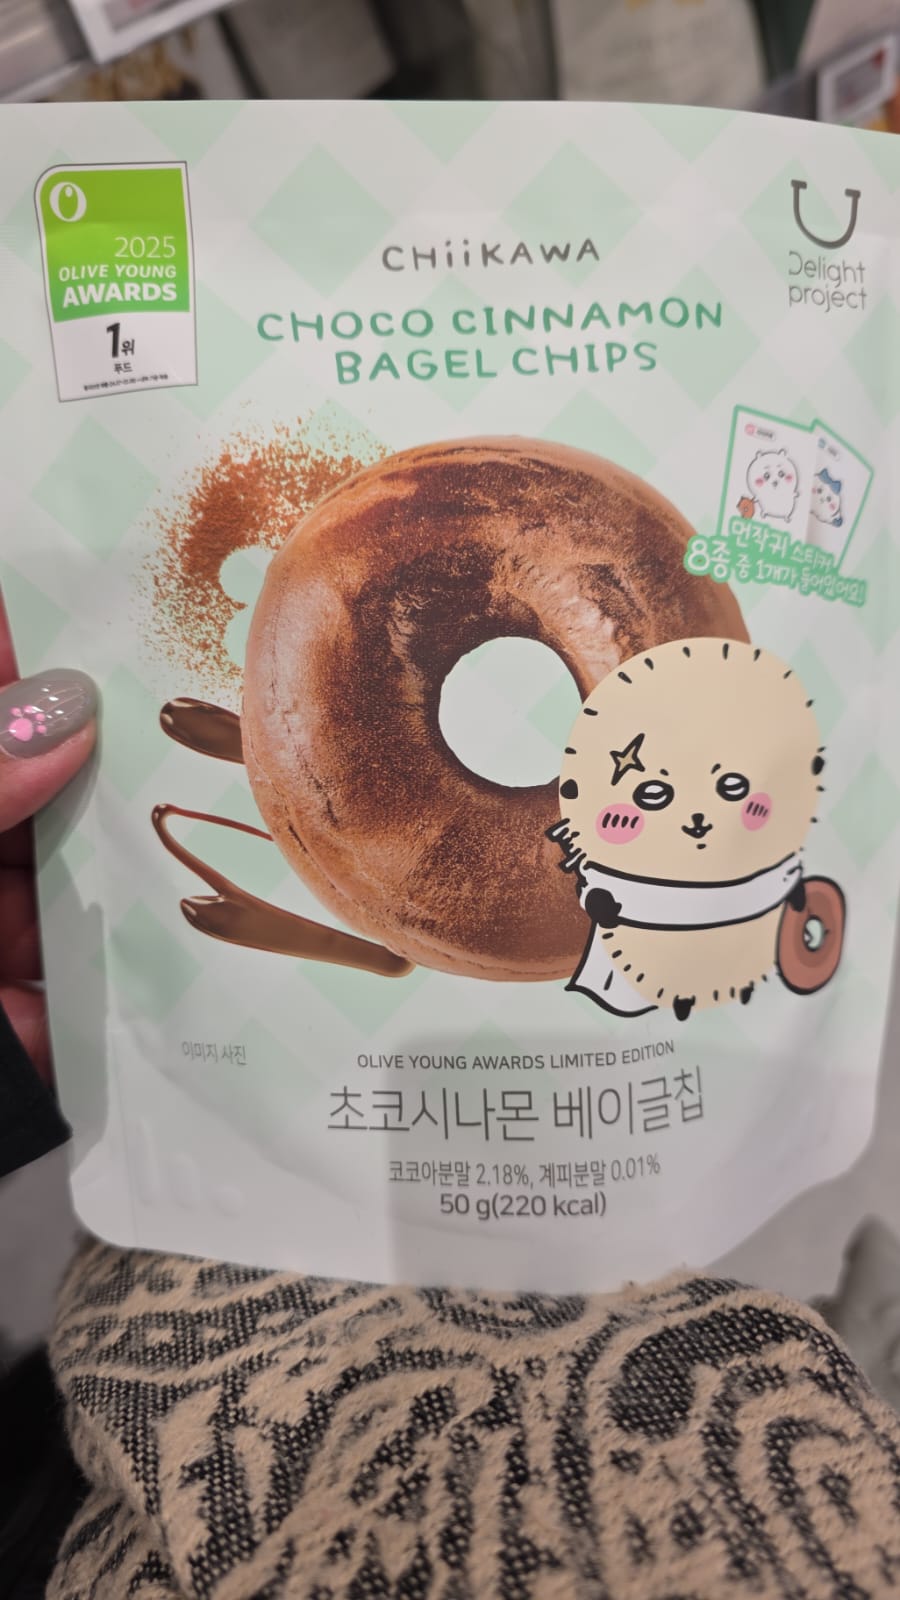 2025
OLIVE YOUNG
AWARDS
1위
푸드
CHiiKAWA
CHOCO CINNAMON
BAGEL CHIPS
Delight
project
먼작귀 스티커
8종 중 1개가 들어있어요!
이미지 사진
OLIVE YOUNG AWARDS LIMITED EDITION
초코시나몬 베이글칩
코코아분말 2.18%, 계피분말 0.01%
50 g(220 kcal)